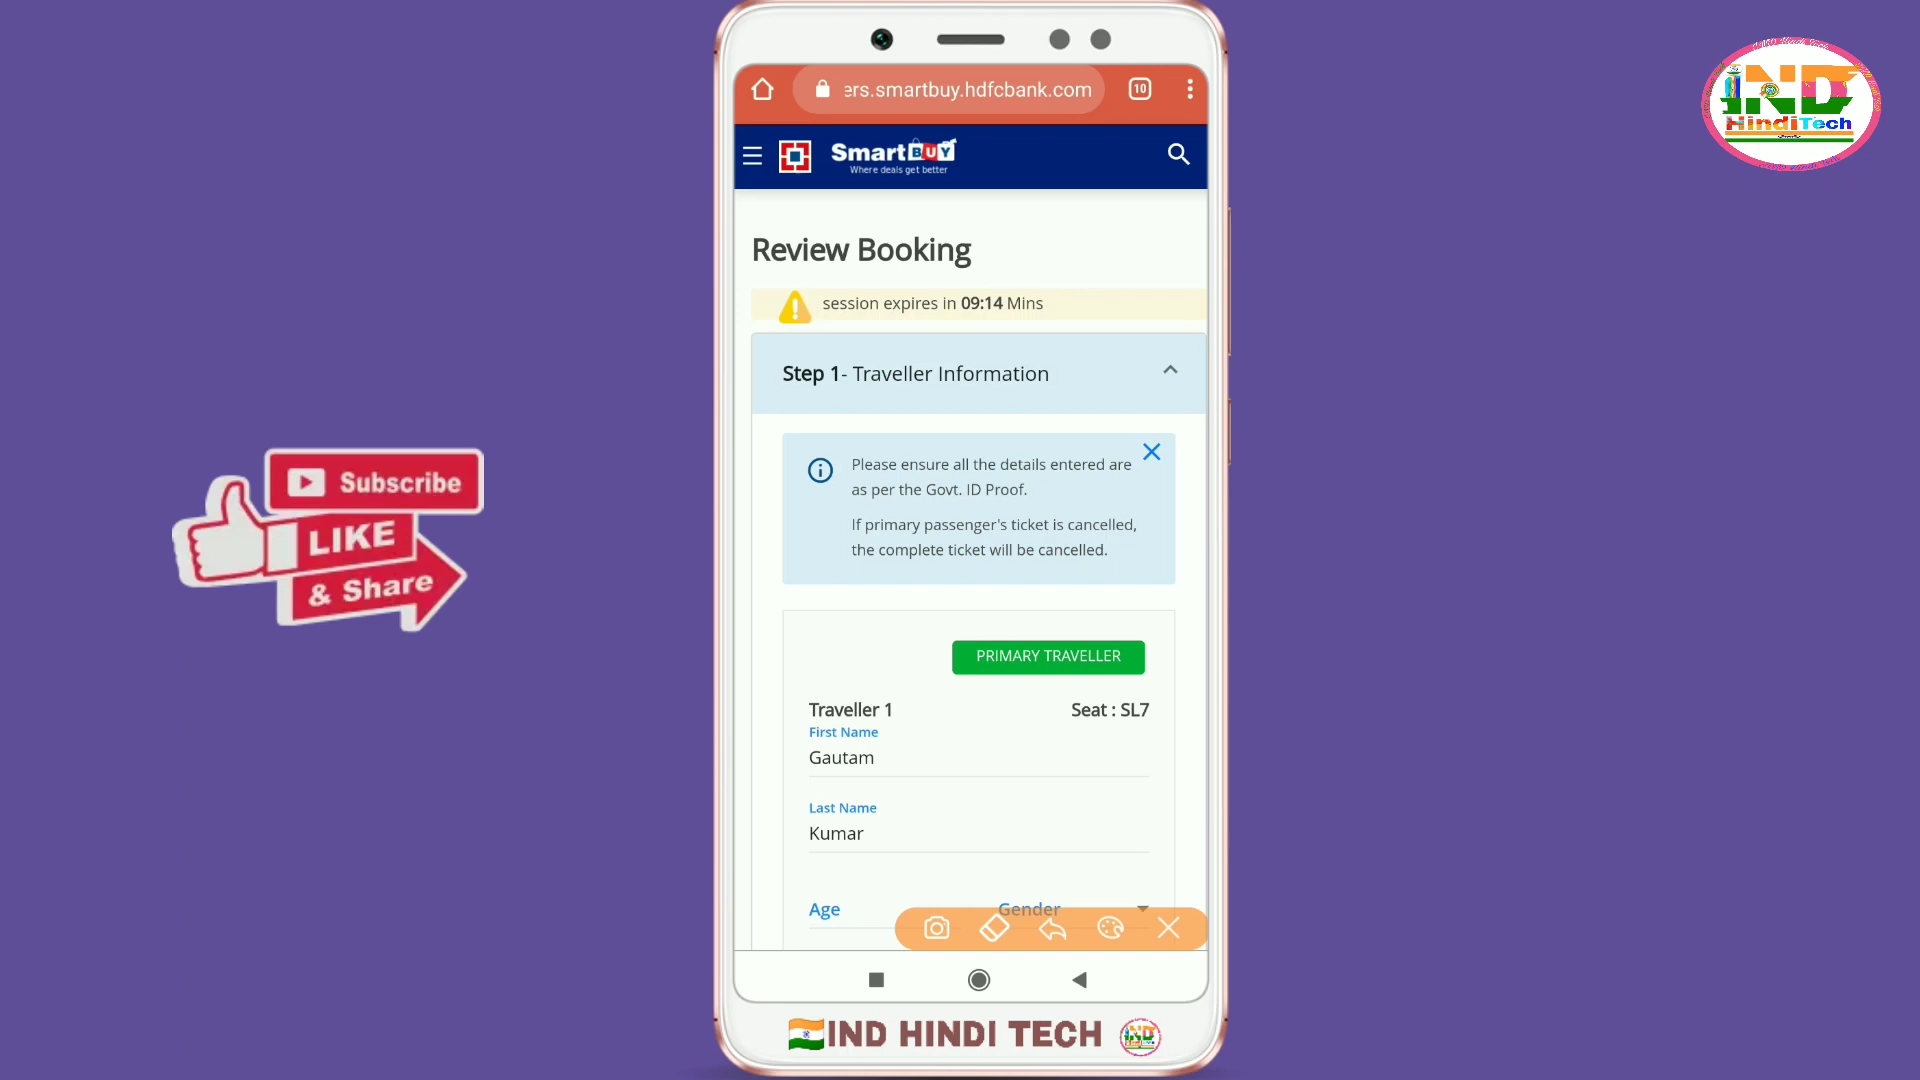 10
ers.smartbuy.hdfcbank.com
SmartBUY
Where deals get better
Review Booking
session expires in 09:14 Mins
Step 1- Traveller Information
Please ensure all the details entered are
as per the Govt. ID Proof.
If primary passenger's ticket is cancelled,
the complete ticket will be cancelled.
PRIMARY TRAVELLER
Traveller 1
Seat : SL7
First Name
Gautam
Last Name
Kumar
Age
Gender
IND HINDI TECH
IND
Subscribe
LIKE
& Share
IND
HindiTech